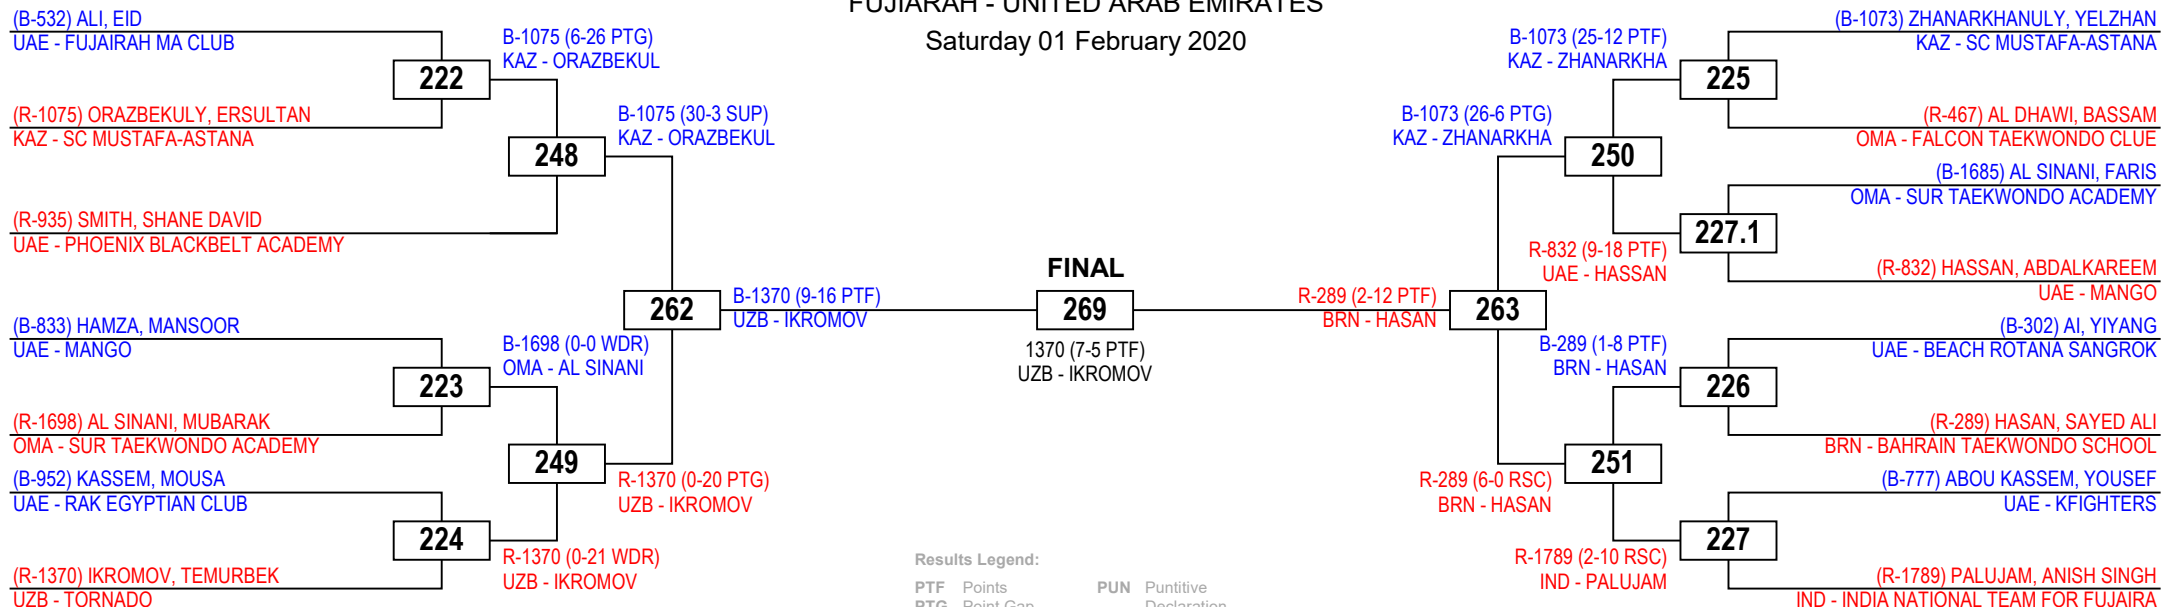 FUJIARAH - UNITED ARAB EMIRATES
Saturday 01 February 2020
(B-532) ALI, EID
UAE - FUJAIRAH MA CLUB
222
(R-1075) ORAZBEKULY, ERSULTAN
KAZ - SC MUSTAFA-ASTANA
B-1075 (6-26 PTG)
KAZ - ORAZBEKUL
248
(R-935) SMITH, SHANE DAVID
UAE - PHOENIX BLACKBELT ACADEMY
B-1075 (30-3 SUP)
KAZ - ORAZBEKUL
262
(B-833) HAMZA, MANSOOR
UAE - MANGO
223
(R-1698) AL SINANI, MUBARAK
OMA - SUR TAEKWONDO ACADEMY
B-1698 (0-0 WDR)
OMA - AL SINANI
249
(B-952) KASSEM, MOUSA
UAE - RAK EGYPTIAN CLUB
224
(R-1370) IKROMOV, TEMURBEK
UZB - TORNADO
R-1370 (0-21 WDR)
UZB - IKROMOV
R-1370 (0-20 PTG)
UZB - IKROMOV
B-1370 (9-16 PTF)
UZB - IKROMOV
FINAL
269
1370 (7-5 PTF)
UZB - IKROMOV
R-289 (2-12 PTF)
BRN - HASAN
263
B-1073 (26-6 PTG)
KAZ - ZHANARKHA
250
B-1073 (25-12 PTF)
KAZ - ZHANARKHA
225
(B-1073) ZHANARKHANULY, YELZHAN
KAZ - SC MUSTAFA-ASTANA
(R-467) AL DHAWI, BASSAM
OMA - FALCON TAEKWONDO CLUE
(B-1685) AL SINANI, FARIS
OMA - SUR TAEKWONDO ACADEMY
227.1
R-832 (9-18 PTF)
UAE - HASSAN
(R-832) HASSAN, ABDALKAREEM
UAE - MANGO
(B-302) AI, YIYANG
UAE - BEACH ROTANA SANGROK
B-289 (1-8 PTF)
BRN - HASAN
226
(R-289) HASAN, SAYED ALI
BRN - BAHRAIN TAEKWONDO SCHOOL
251
R-289 (6-0 RSC)
BRN - HASAN
(B-777) ABOU KASSEM, YOUSEF
UAE - KFIGHTERS
227
R-1789 (2-10 RSC)
IND - PALUJAM
(R-1789) PALUJAM, ANISH SINGH
IND - INDIA NATIONAL TEAM FOR FUJAIRA
Results Legend:
PTF Points
PUN Puntitive
PTG Point Gap
Declaration